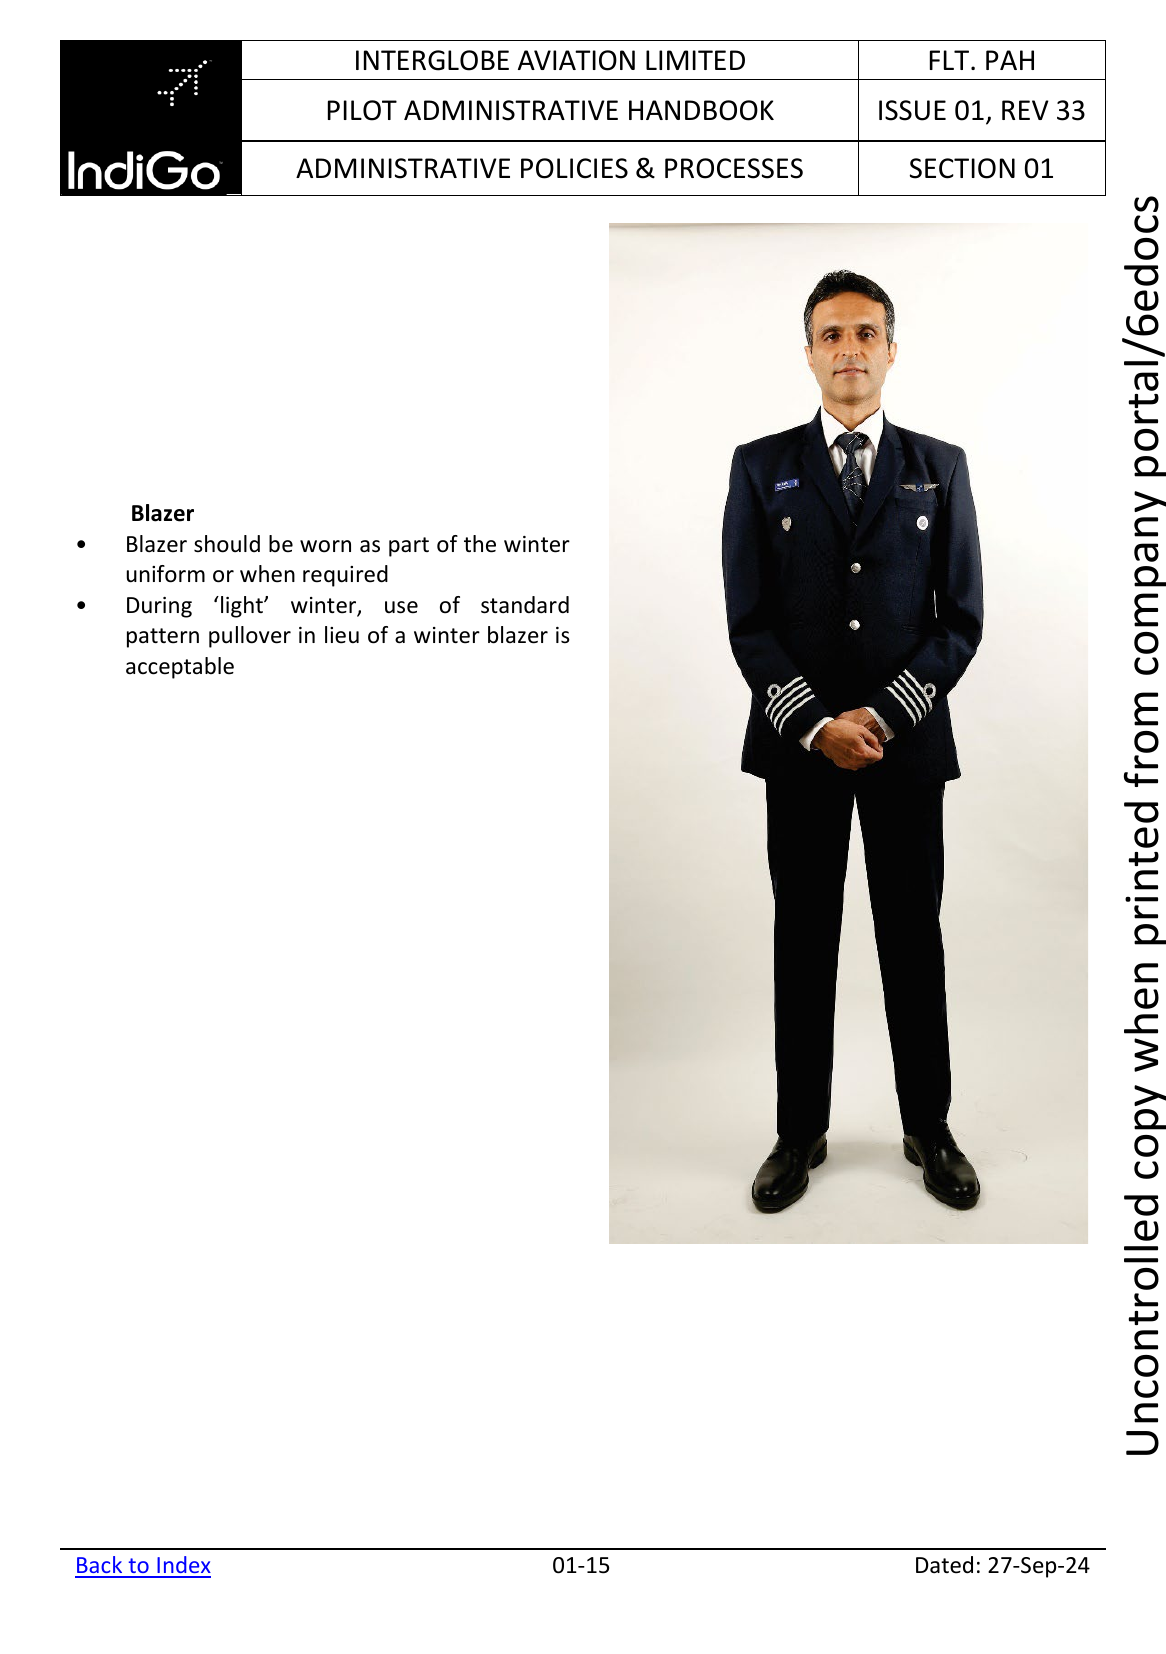 INTERGLOBE AVIATION LIMITED
FLT. PAH
PILOT ADMINISTRATIVE HANDBOOK
ISSUE 01, REV 33
IndiGo
ADMINISTRATIVE POLICIES & PROCESSES
SECTION 01
Blazer
• Blazer should be worn as part of the winter
uniform or when required
• During ‘light’ winter, use of standard
pattern pullover in lieu of a winter blazer is
acceptable
Uncontrolled copy when printed from company portal/6edocs
Back to Index
01-15
Dated: 27-Sep-24